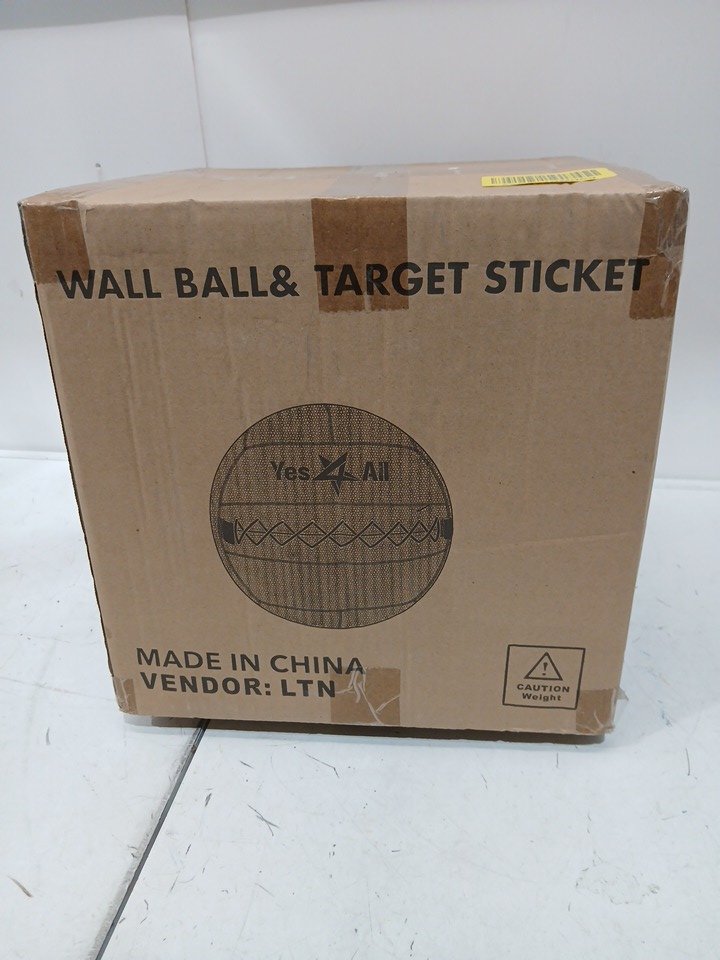 WALL BALL& TARGET STICKET
Yes4All
MADE IN CHINA
VENDOR: LTN
CAUTION
Weight